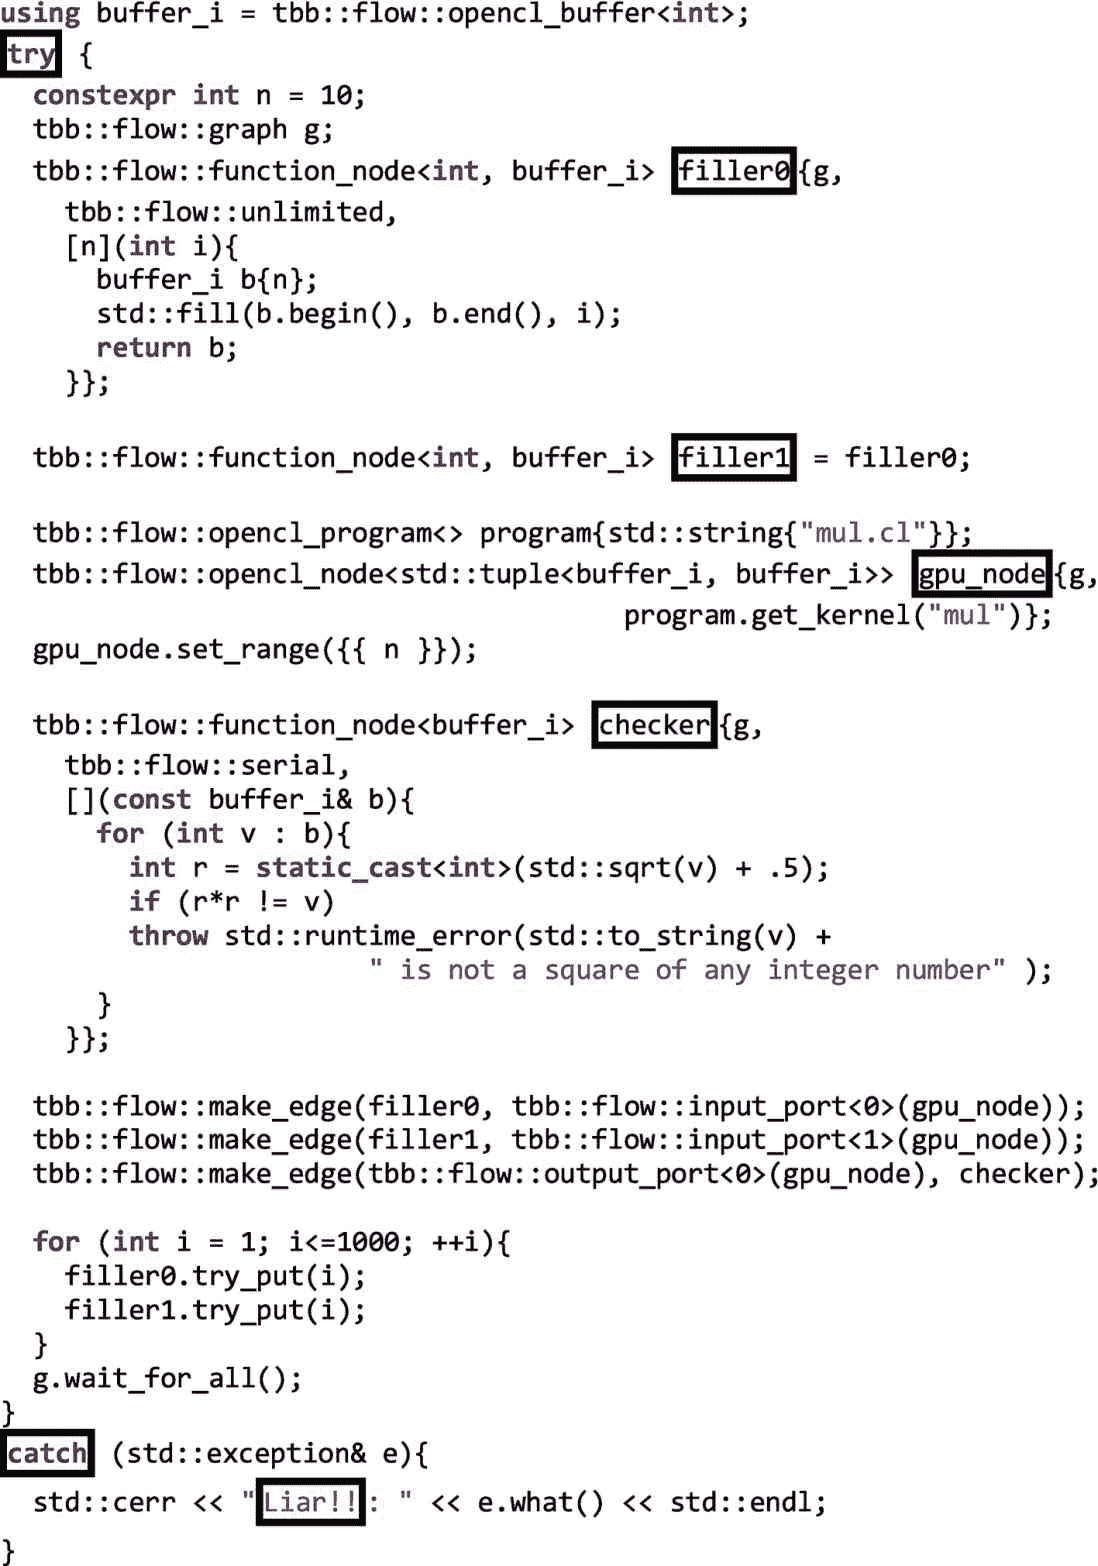 using buffer_i = tbb::flow::opencl_buffer<int>;
try {
  constexpr int n = 10;
  tbb::flow::graph g;
  tbb::flow::function_node<int, buffer_i> filler0{g,
    tbb::flow::unlimited,
    [n](int i){
      buffer_i b{n};
      std::fill(b.begin(), b.end(), i);
      return b;
    }};
  tbb::flow::function_node<int, buffer_i> filler1 = filler0;
  tbb::flow::opencl_program<> program{std::string{"mul.cl"}};
  tbb::flow::opencl_node<std::tuple<buffer_i, buffer_i>> gpu_node{g,
                                       program.get_kernel("mul")};
  gpu_node.set_range({{ n }});
  tbb::flow::function_node<buffer_i> checker{g,
    tbb::flow::serial,
    [](const buffer_i& b){
      for (int v : b){
        int r = static_cast<int>(std::sqrt(v) + .5);
        if (r*r != v)
        throw std::runtime_error(std::to_string(v) +
                       " is not a square of any integer number" );
      }
    }};
  tbb::flow::make_edge(filler0, tbb::flow::input_port<0>(gpu_node));
  tbb::flow::make_edge(filler1, tbb::flow::input_port<1>(gpu_node));
  tbb::flow::make_edge(tbb::flow::output_port<0>(gpu_node), checker);
  for (int i = 1; i<=1000; ++i){
    filler0.try_put(i);
    filler1.try_put(i);
  }
  g.wait_for_all();
}
catch (std::exception& e){
  std::cerr << "Liar!!: " << e.what() << std::endl;
}